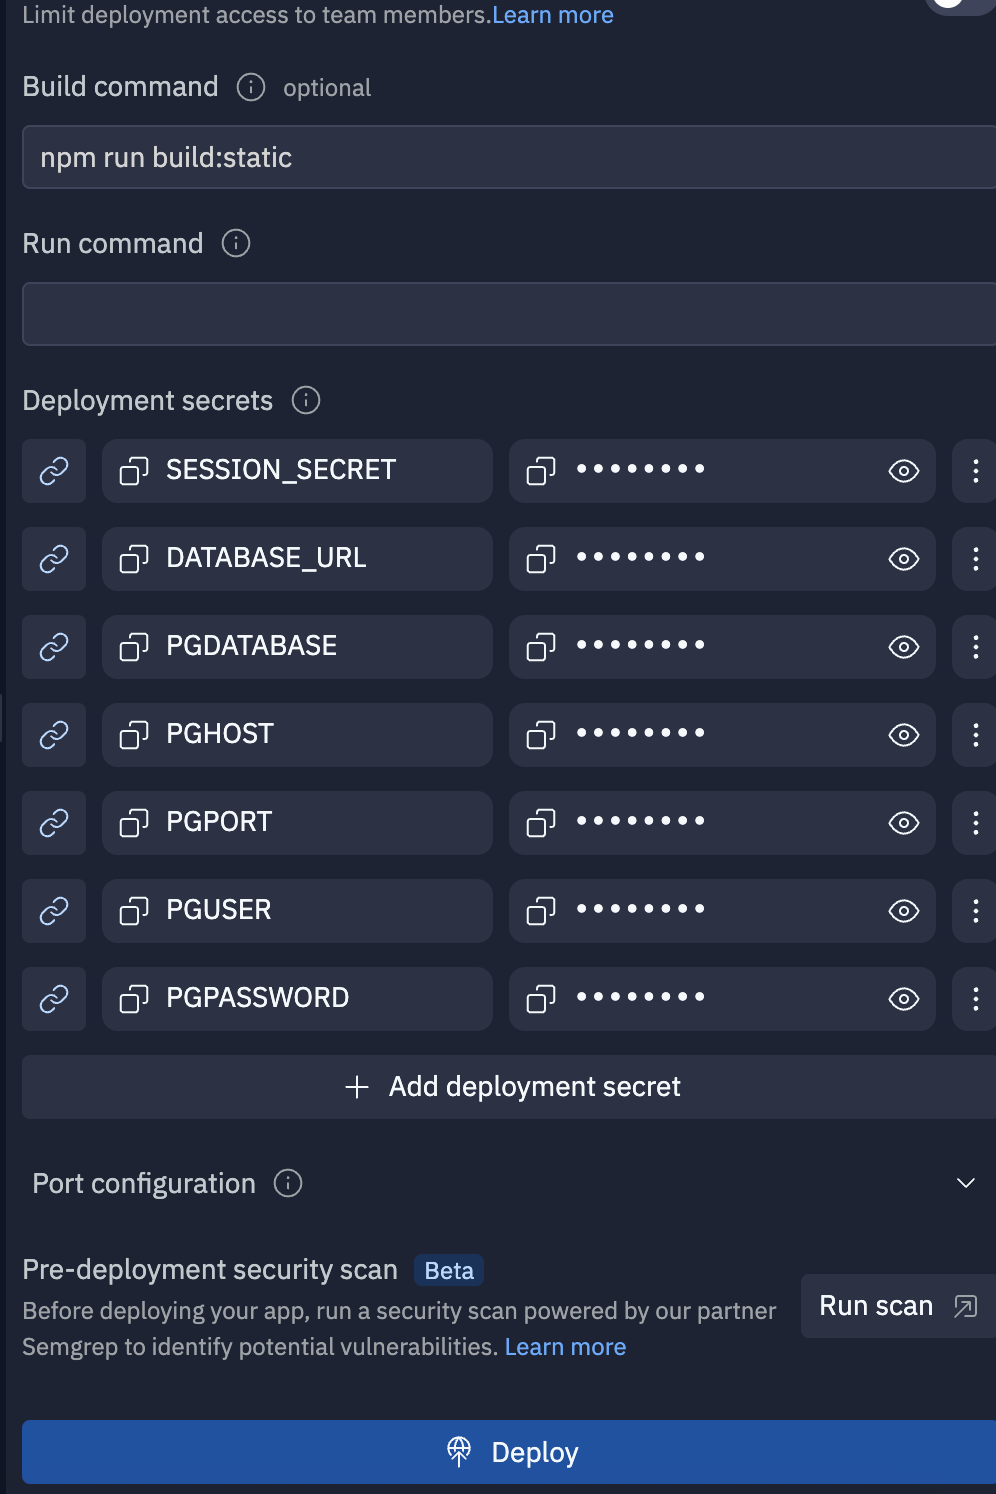 Limit deployment access to team members.Learn more
Build command optional
npm run build:static
Run command
Deployment secrets
SESSION_SECRET ••••••••
DATABASE_URL ••••••••
PGDATABASE ••••••••
PGHOST ••••••••
PGPORT ••••••••
PGUSER ••••••••
PGPASSWORD ••••••••
+ Add deployment secret
Port configuration
Pre-deployment security scan Beta
Before deploying your app, run a security scan powered by our partner
Semgrep to identify potential vulnerabilities. Learn more
Run scan
Deploy